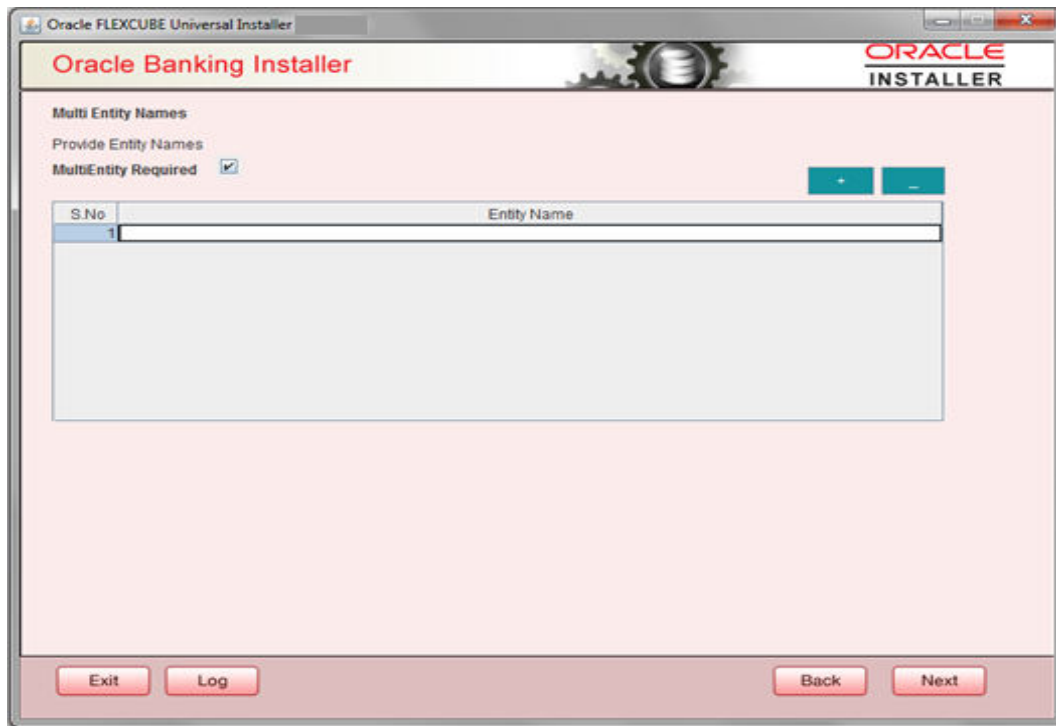 Oracle FLEXCUBE Universal Installer
Oracle Banking Installer
ORACLE
INSTALLER
Multi Entity Names
Provide Entity Names
MultiEntity Required
+ _
S.No Entity Name
1
Exit Log Back Next